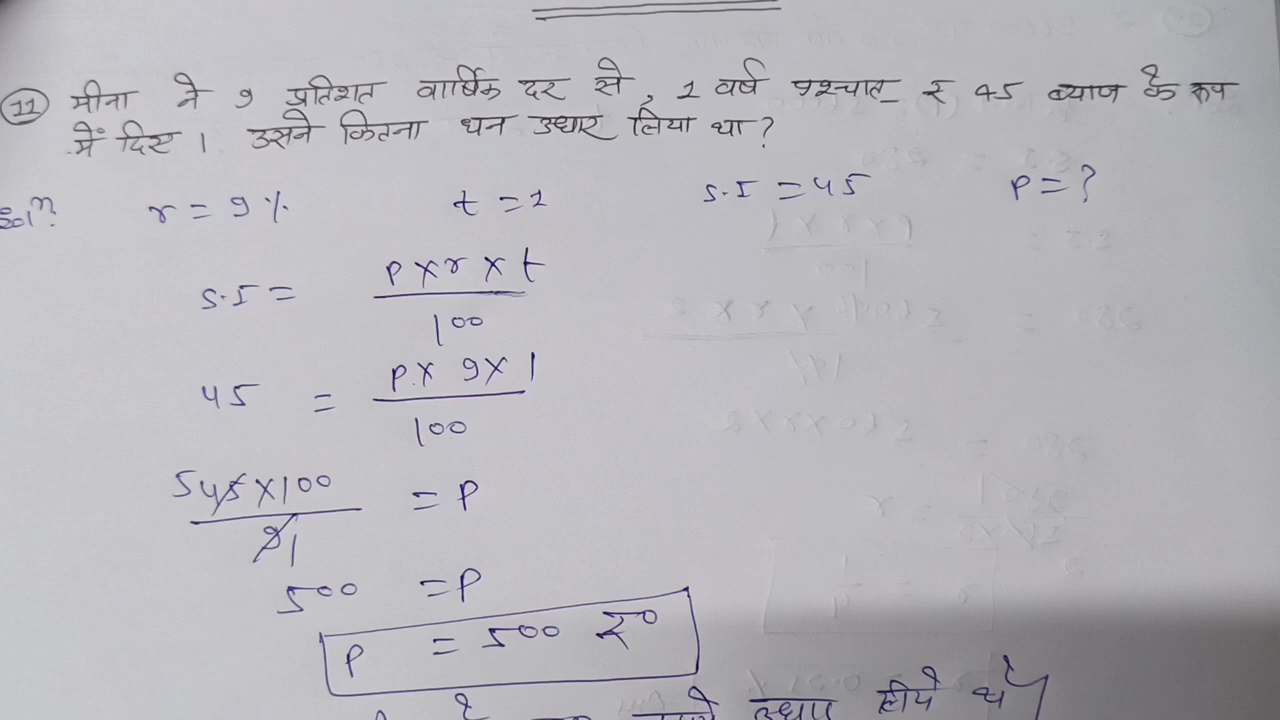 (11) मीना ने 9 प्रतिशत वार्षिक दर से, 1 वर्ष पश्चात् ₹ 45 ब्याज के रूप
में दिए । उसने कितना धन उधार लिया था ?
Solⁿ: r = 9 % t = 1 S.I = 45 P = ?
S.I = P × r × t
100
45 = P × 9 × 1
100
5 45 × 100 = P
9 1
500 = P
P = 500 रु०
उधार लीये थे